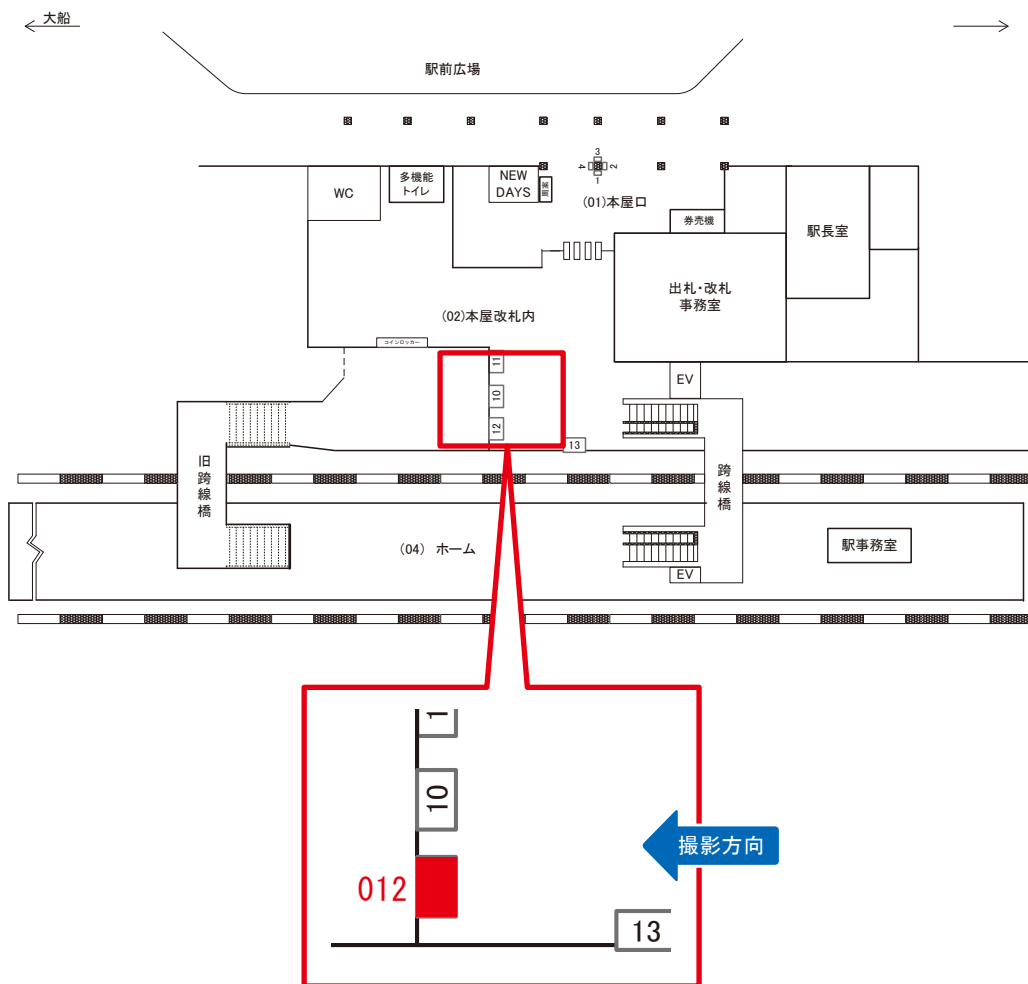 大船
駅前広場
3
4
2
1
WC
多機能
トイレ
NEW
DAYS
(01)本屋口
券売機
駅長室
出札・改札
事務室
(02)本屋改札内
コインロッカー
11
10
12
13
EV
旧跨線橋
跨線橋
(04) ホーム
駅事務室
EV
1
10
012
13
撮影方向